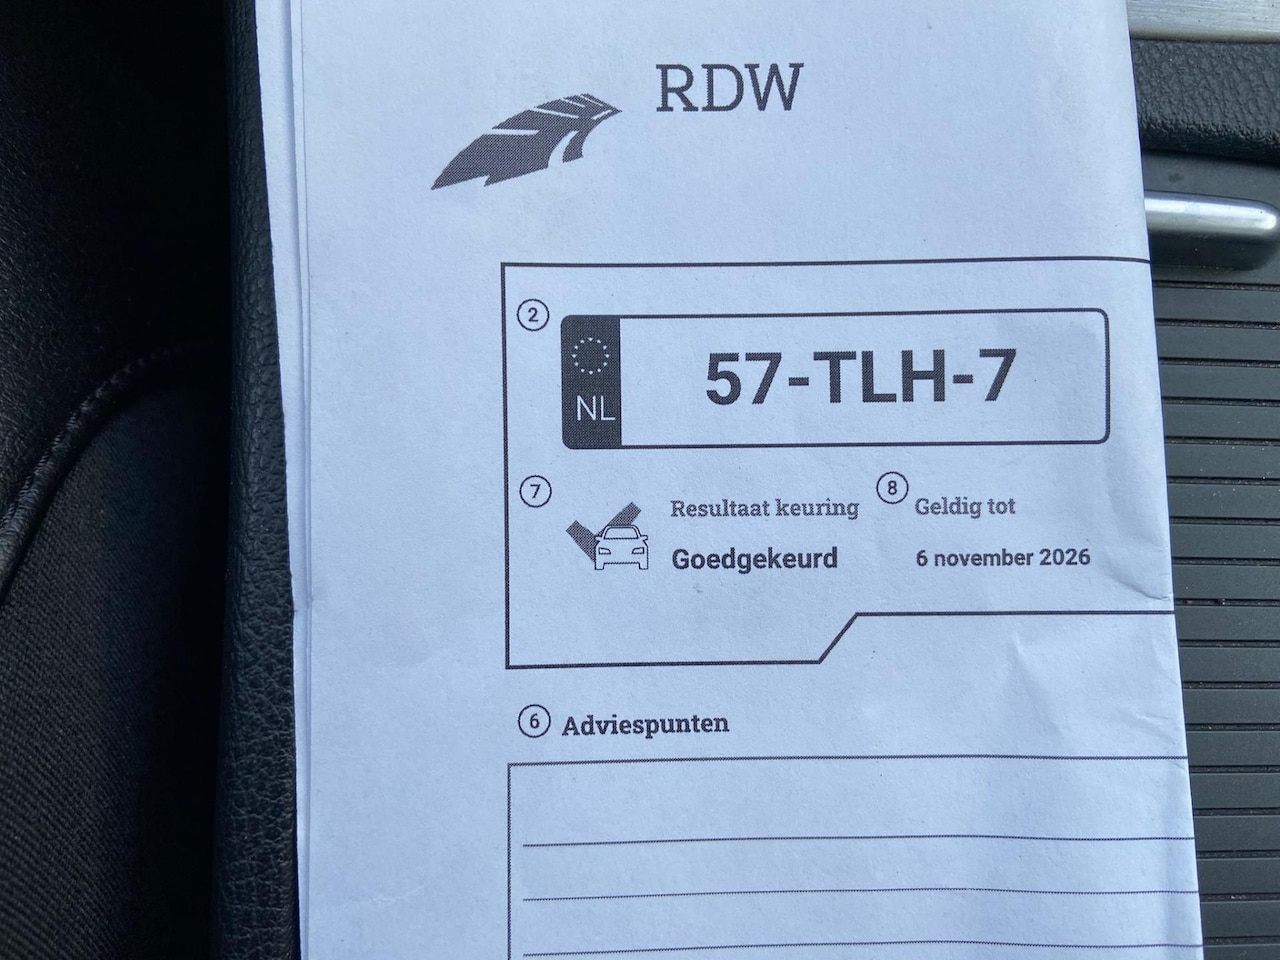 RDW
2
NL
57-TLH-7
7
Resultaat keuring
8
Geldig tot
Goedgekeurd
6 november 2026
6 Adviespunten